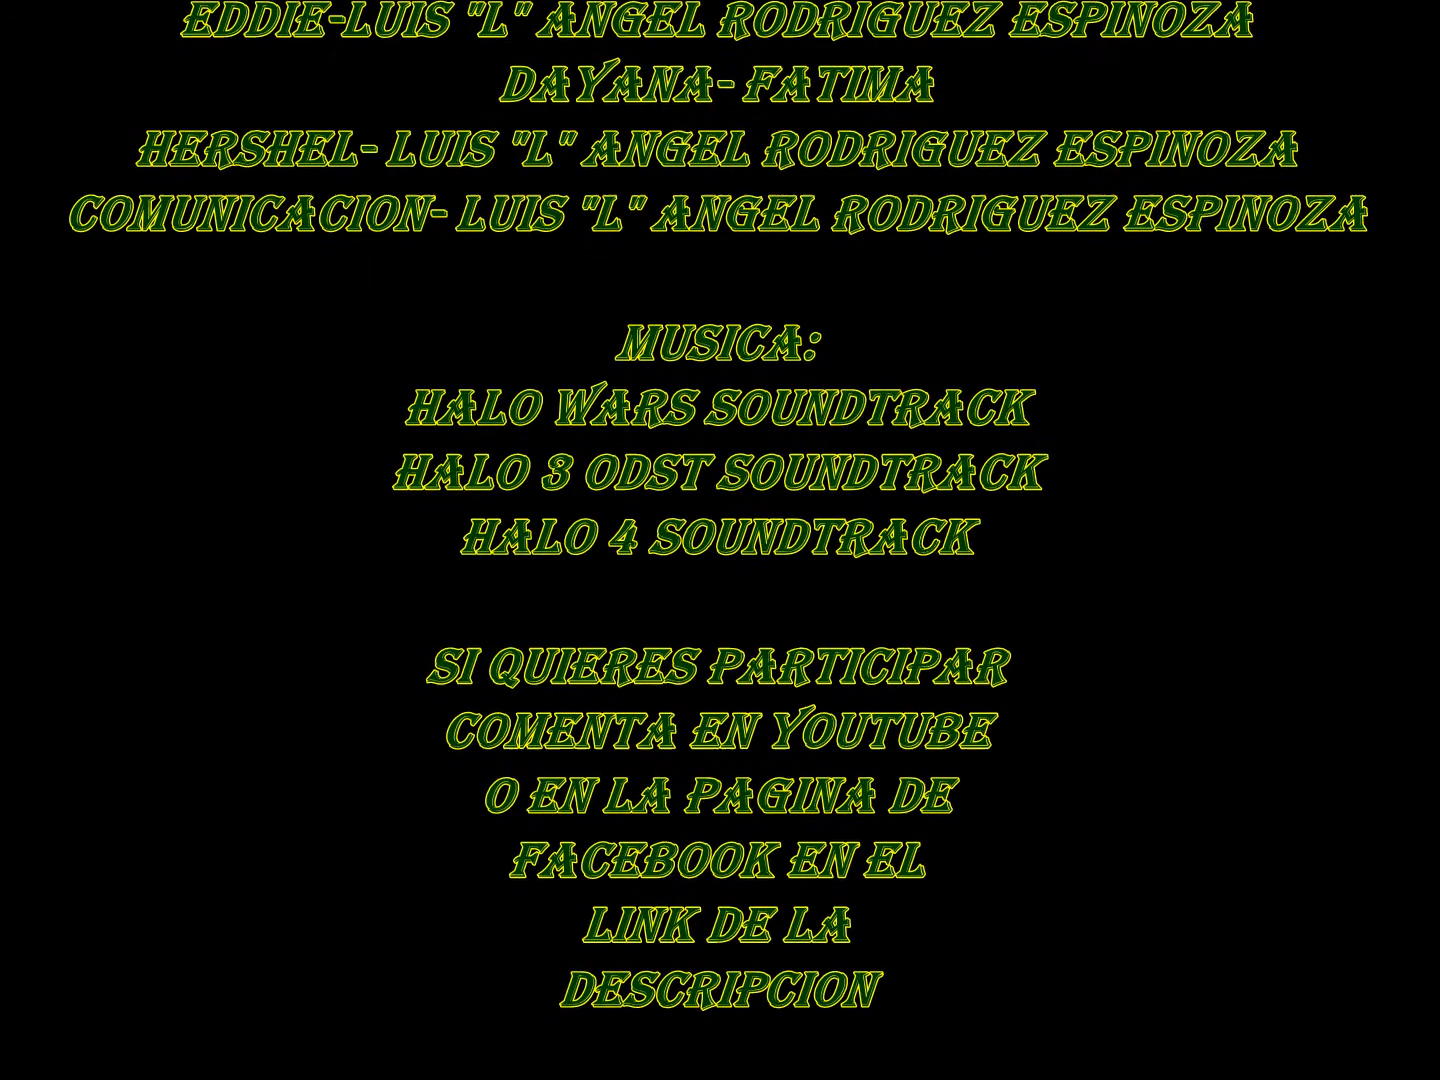 EDDIE-LUIS "L" ANGEL RODRIGUEZ ESPINOZA
DAYANA- FATIMA
HERSHEL- LUIS "L" ANGEL RODRIGUEZ ESPINOZA
COMUNICACION- LUIS "L" ANGEL RODRIGUEZ ESPINOZA
MUSICA:
HALO WARS SOUNDTRACK
HALO 3 ODST SOUNDTRACK
HALO 4 SOUNDTRACK
SI QUIERES PARTICIPAR
COMENTA EN YOUTUBE
O EN LA PAGINA DE
FACEBOOK EN EL
LINK DE LA
DESCRIPCION